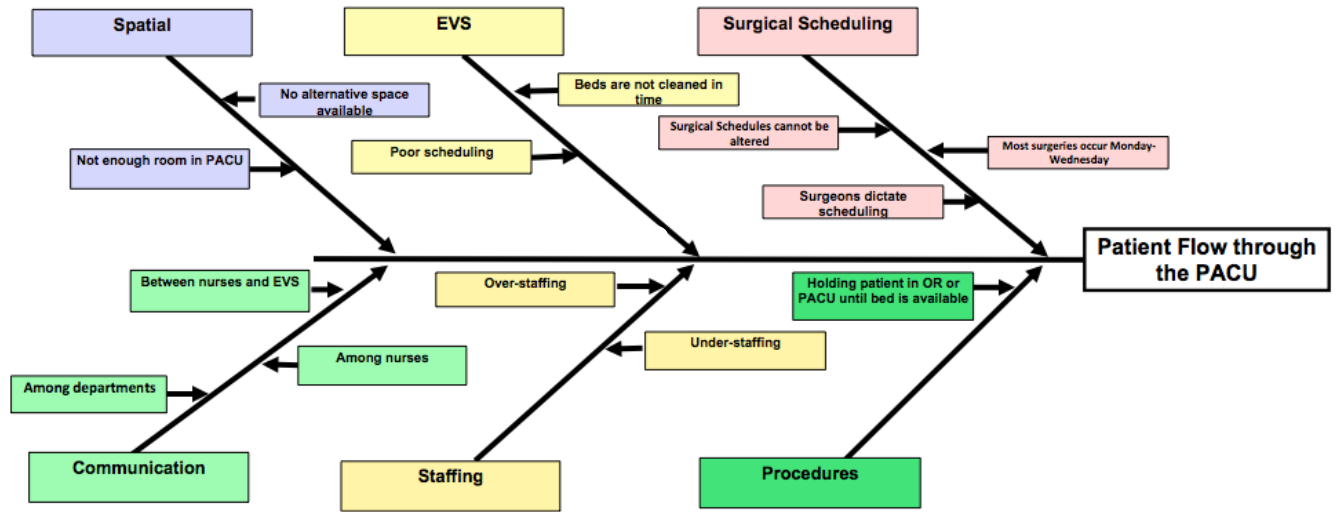 Spatial
EVS
Surgical Scheduling
No alternative space
available
Beds are not cleaned in
time
Surgical Schedules cannot be
altered
Not enough room in PACU
Poor scheduling
Most surgeries occur Monday-
Wednesday
Surgeons dictate
scheduling
Patient Flow through
the PACU
Between nurses and EVS
Over-staffing
Holding patient in OR or
PACU until bed is available
Among nurses
Under-staffing
Among departments
Communication
Staffing
Procedures